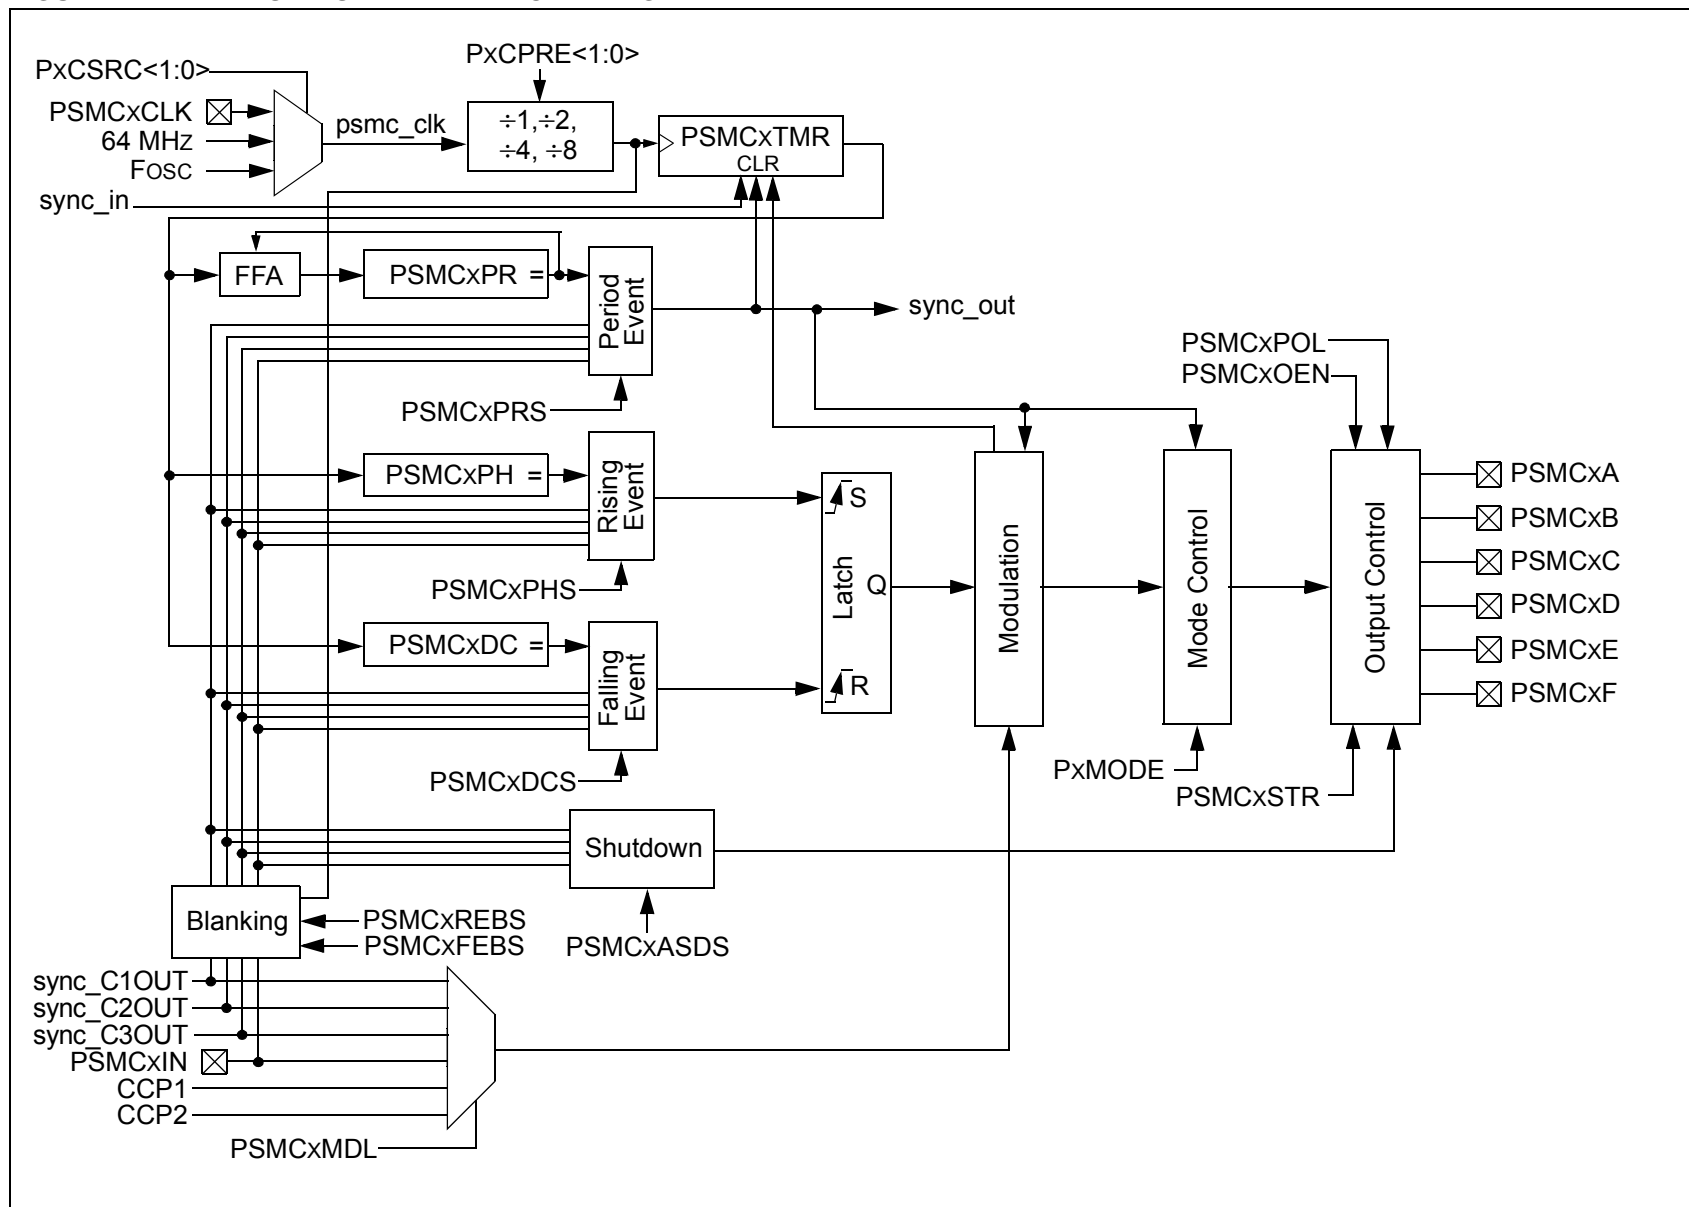 PXCPRE<1:0>
PXCSRC<1:0>
PSMCXCLK
64 MHZ
FOSC
psmc_clk
÷1,÷2,
÷4, ÷8
PSMCXTMR
CLR
sync_in
FFA
PSMCXPR =
Period
Event
sync_out
PSMCXPRS
PSMCXPOL
PSMCXOEN
PSMCXPH =
Rising
Event
PSMCXPHS
PSMCXDC =
Falling
Event
PSMCXDCS
S
Latch
Q
R
Modulation
Mode Control
Output Control
PSMCXA
PSMCXB
PSMCXC
PSMCXD
PSMCXE
PSMCXF
PXMODE
PSMCXSTR
Shutdown
PSMCXASDS
Blanking
PSMCXREBS
PSMCXFEBS
sync_C1OUT
sync_C2OUT
sync_C3OUT
PSMCXIN
CCP1
CCP2
PSMCXMDL